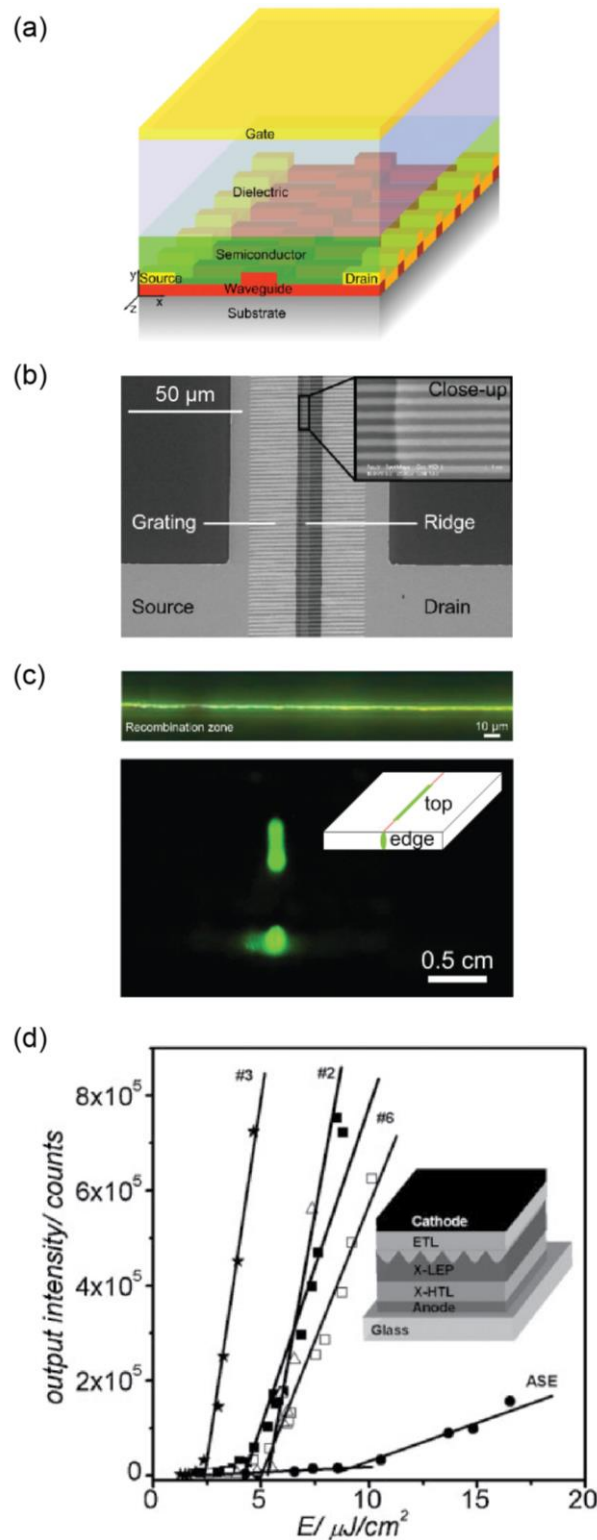 (a)
Gate
Dielectric
Semiconductor
Source
Drain
Waveguide
Substrate
y
x
z
(b)
50 μm
Close-up
Grating
Ridge
Source
Drain
(c)
Recombination zone
10 μm
top
edge
0.5 cm
(d)
#3
#2
#6
8x10⁵
6x10⁵
4x10⁵
2x10⁵
0
output intensity/ counts
Cathode
ETL
X-LEP
X-HTL
Anode
Glass
ASE
0 5 10 15 20
E/ μJ/cm²